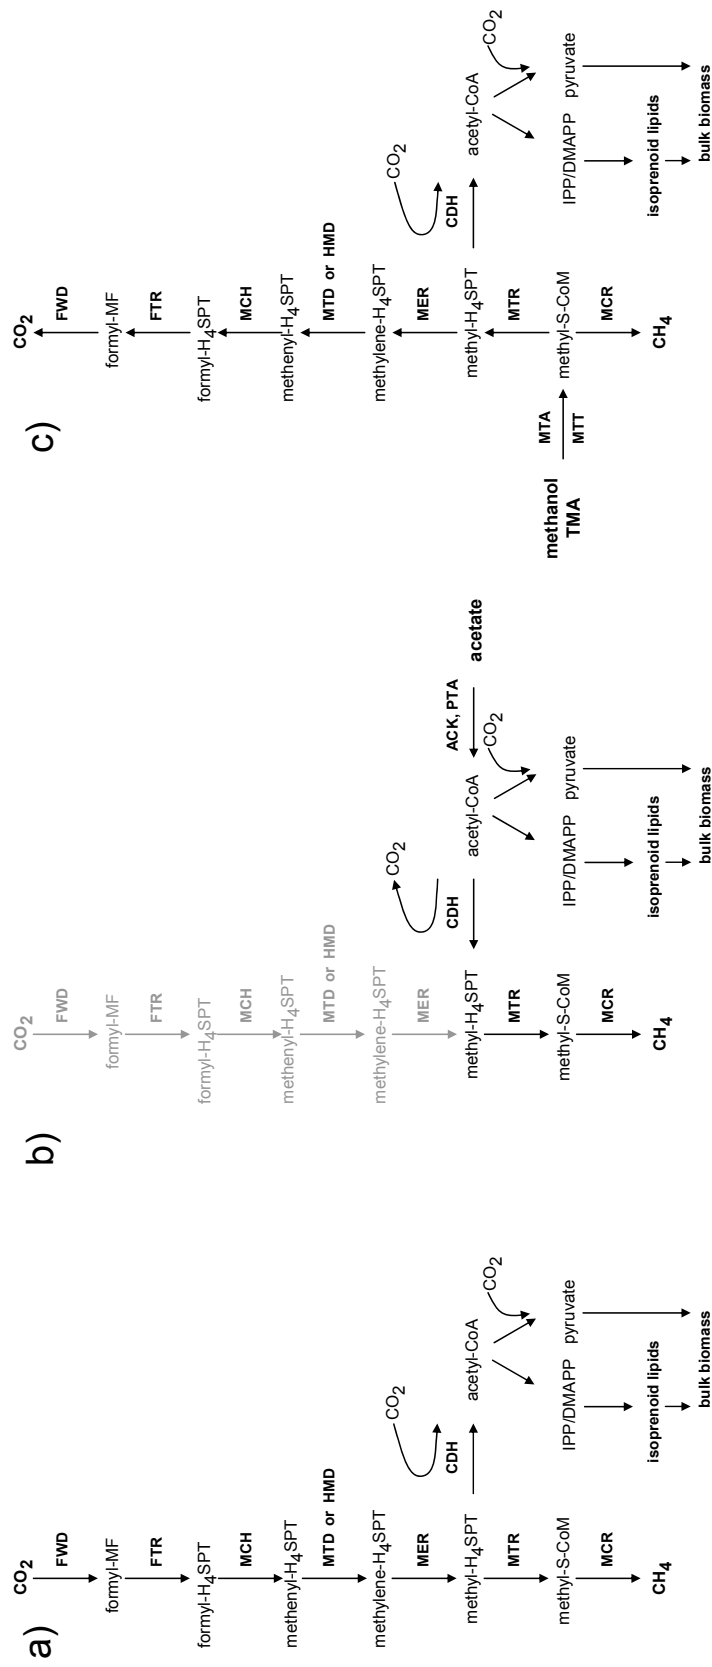 a)
CO2
FWD
formyl-MF
FTR
formyl-H4SPT
MCH
methenyl-H4SPT
MTD or HMD
methylene-H4SPT
MER
methyl-H4SPT
MTR
methyl-S-CoM
MCR
CH4
CO2
CDH
acetyl-CoA
CO2
IPP/DMAPP
pyruvate
isoprenoid lipids
bulk biomass
b)
CO2
FWD
formyl-MF
FTR
formyl-H4SPT
MCH
methenyl-H4SPT
MTD or HMD
methylene-H4SPT
MER
methyl-H4SPT
MTR
methyl-S-CoM
MCR
CH4
CO2
CDH
acetyl-CoA
ACK, PTA
acetate
CO2
IPP/DMAPP
pyruvate
isoprenoid lipids
bulk biomass
c)
CO2
FWD
formyl-MF
FTR
formyl-H4SPT
MCH
methenyl-H4SPT
MTD or HMD
methylene-H4SPT
MER
methyl-H4SPT
MTR
methyl-S-CoM
MCR
CH4
methanol
TMA
MTA
MTT
CO2
CDH
acetyl-CoA
CO2
IPP/DMAPP
pyruvate
isoprenoid lipids
bulk biomass